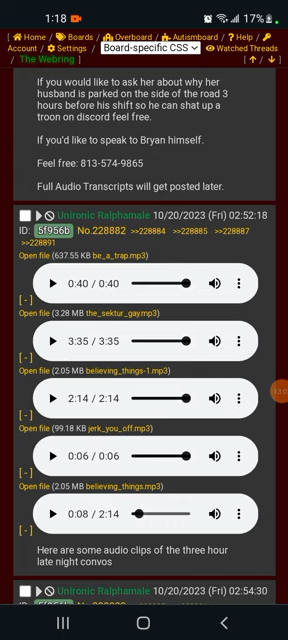 1:18
17%
[ Home / Boards / Overboard / Autismboard / ? Help /
Account / Settings / Board-specific CSS Watched Threads
/ The Webring ] [ ↑ / ↓ ]
If you would like to ask her about why her
husband is parked on the side of the road 3
hours before his shift so he can shat up a
troon on discord feel free.
If you'd like to speak to Bryan himself.
Feel free: 813-574-9865
Full Audio Transcripts will get posted later.
Unironic Ralphamale 10/20/2023 (Fri) 02:52:18
ID: 5f956b No.228882 >>228884 >>228885 >>228887
>>228891
Open file (637.55 KB be_a_trap.mp3)
0:40 / 0:40
[-]
Open file (3.28 MB the_sektur_gay.mp3)
3:35 / 3:35
[-]
Open file (2.05 MB believing_things-1.mp3)
2:14 / 2:14
[-]
Open file (99.18 KB jerk_you_off.mp3)
0:06 / 0:06
[-]
Open file (2.05 MB believing_things.mp3)
0:08 / 2:14
[-]
Here are some audio clips of the three hour
late night convos
Unironic Ralphamale 10/20/2023 (Fri) 02:54:30